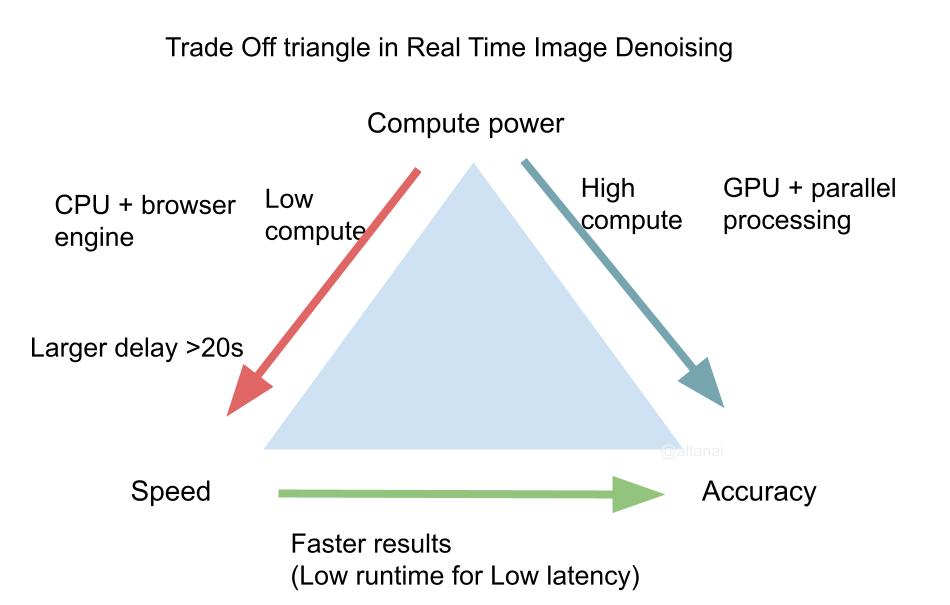 Trade Off triangle in Real Time Image Denoising
Compute power
CPU + browser
engine
Low
compute
High
compute
GPU + parallel
processing
Larger delay >20s
@altanai
Speed
Accuracy
Faster results
(Low runtime for Low latency)